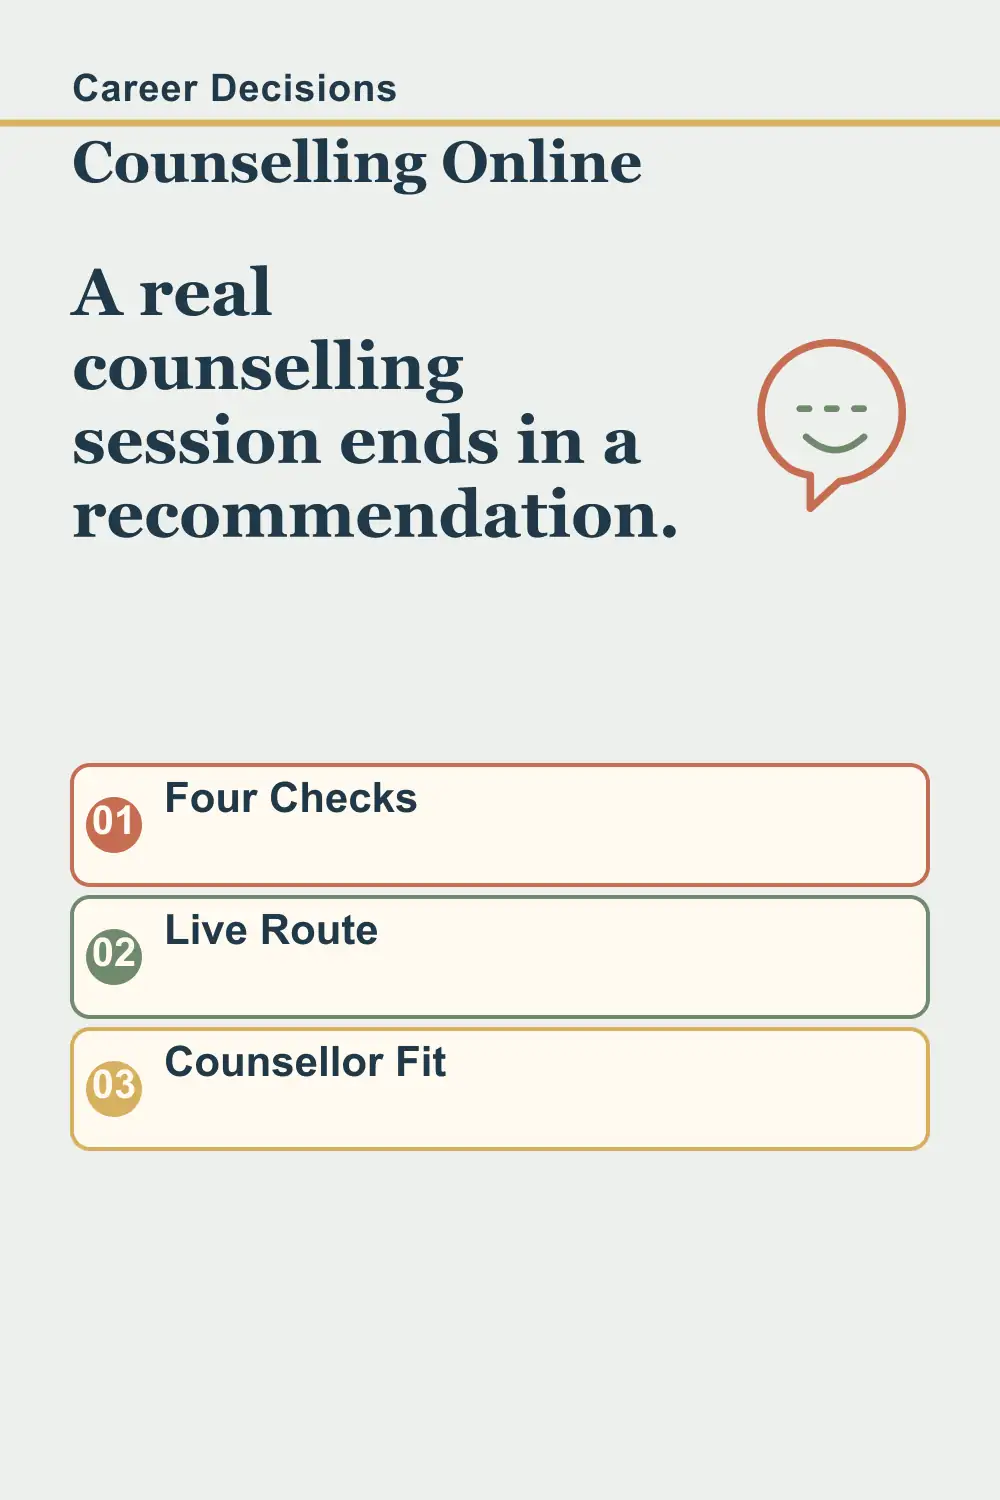 Career Decisions
Counselling Online
A real
counselling
session ends in a
recommendation.
01 Four Checks
02 Live Route
03 Counsellor Fit